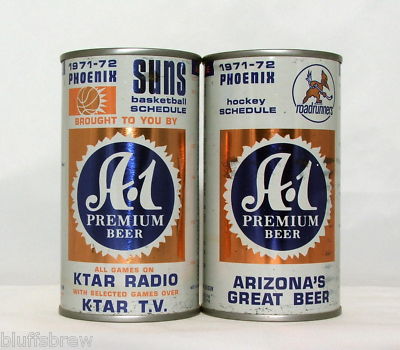 1971-72
PHOENIX
SUNS
basketball
SCHEDULE
BROUGHT TO YOU BY
A·1
PREMIUM
BEER
ALL GAMES ON
KTAR RADIO
WITH SELECTED GAMES OVER
KTAR T.V.
1971-72
PHOENIX
hockey
SCHEDULE
roadrunners
A·1
PREMIUM
BEER
ARIZONA'S
GREAT BEER
bluffsbrew